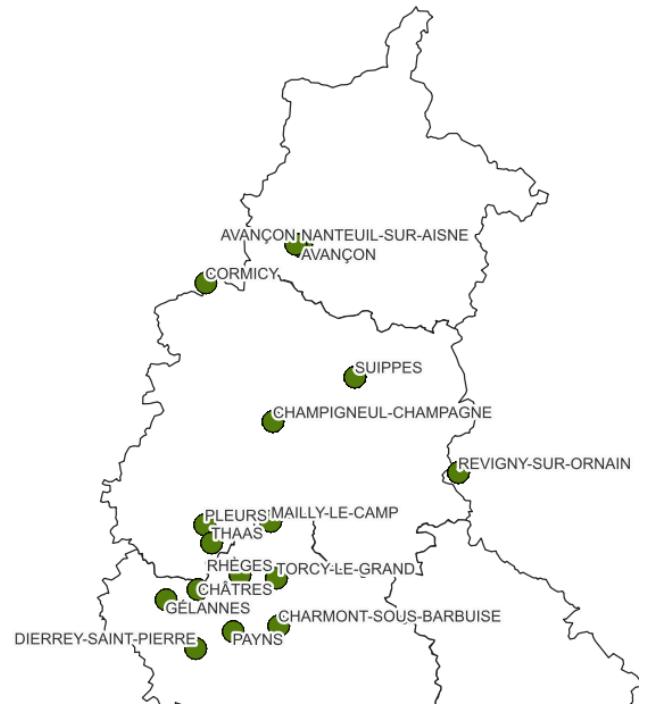 AVANÇON NANTEUIL-SUR-AISNE
AVANÇON
CORMICY
SUIPPES
CHAMPIGNEUL-CHAMPAGNE
REVIGNY-SUR-ORNAIN
PLEURS MAILLY-LE-CAMP
THAAS
RHÈGES TORCY-LE-GRAND
CHÂTRES
GÉLANNES
CHARMONT-SOUS-BARBUISE
DIERREY-SAINT-PIERRE PAYNS